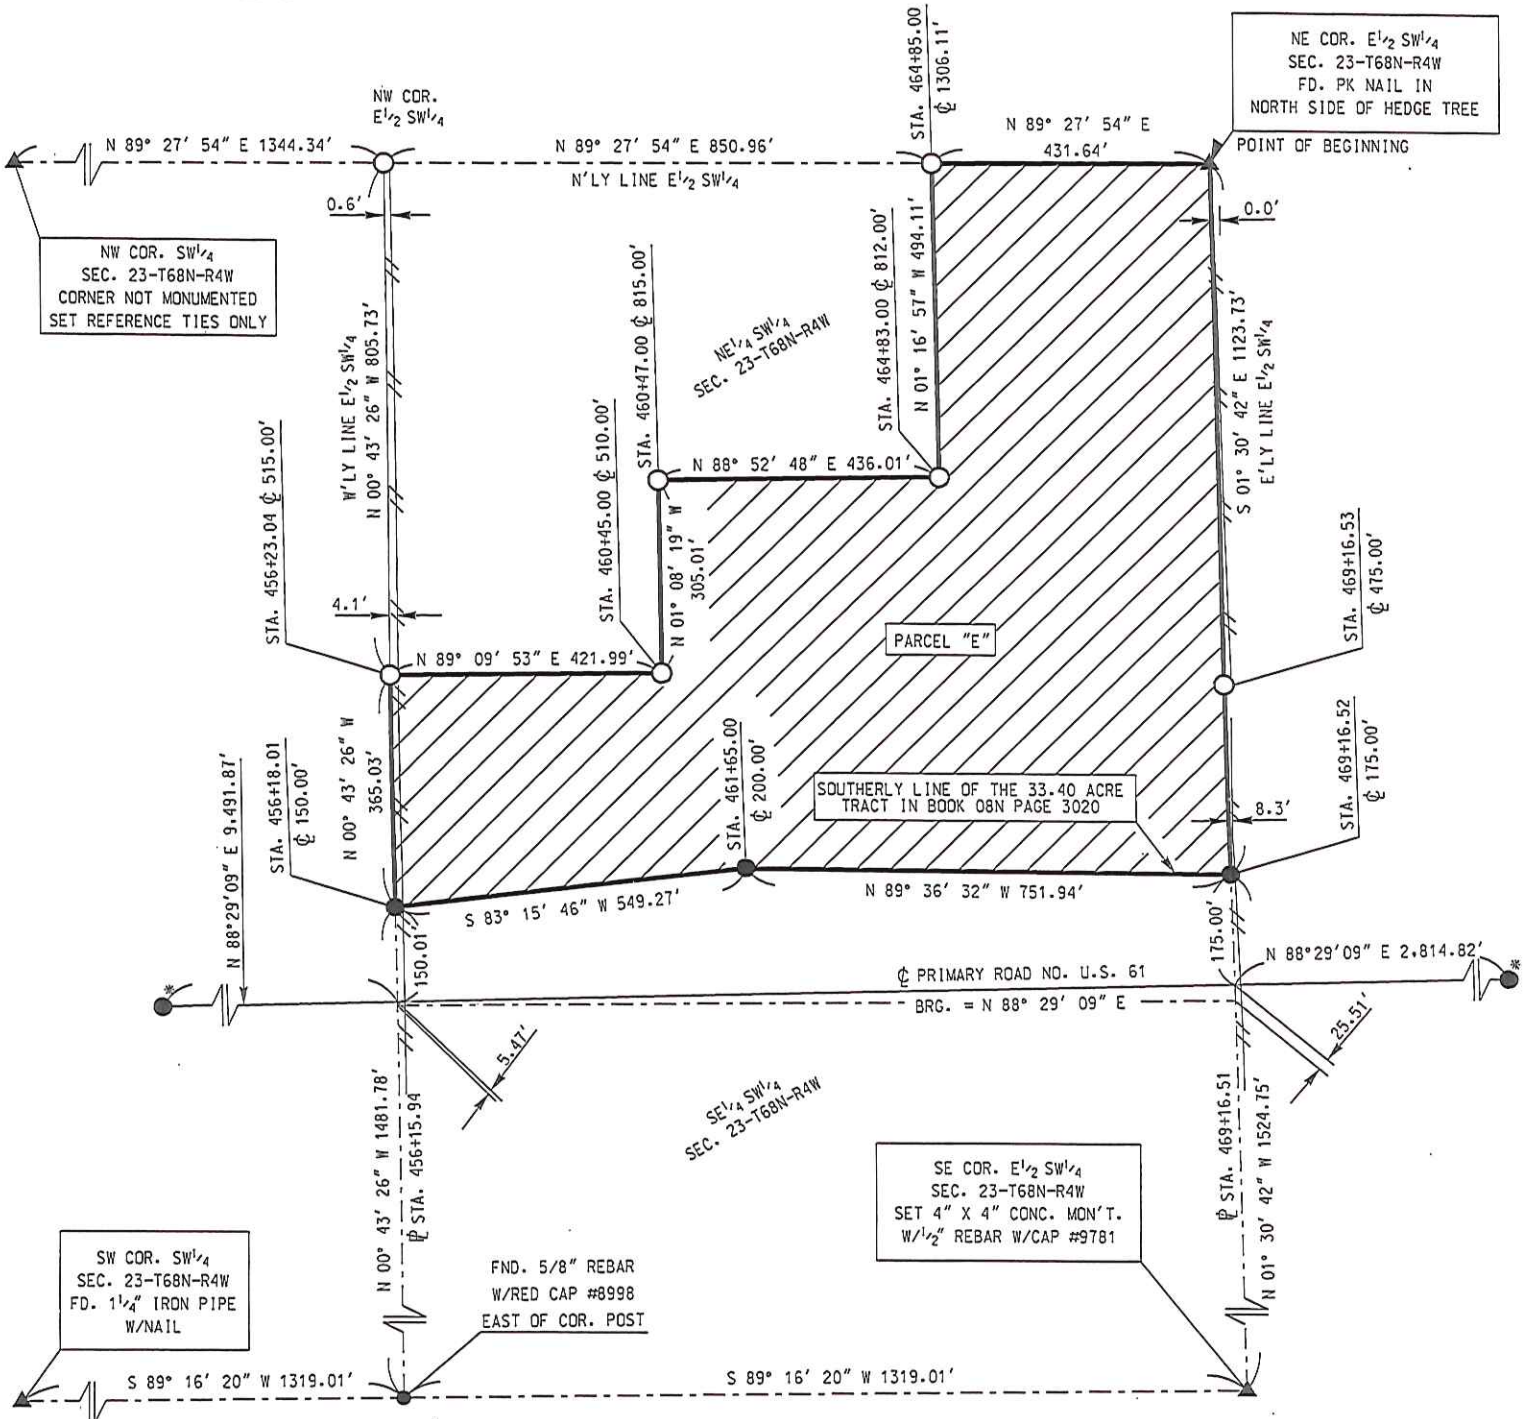 STA. 464+85.00
℄ 1306.11'
NE COR. E1/2 SW1/4
SEC. 23-T68N-R4W
FD. PK NAIL IN
NORTH SIDE OF HEDGE TREE
POINT OF BEGINNING
NW COR.
E1/2 SW1/4
N 89° 27' 54" E 1344.34'
N 89° 27' 54" E 850.96'
N'LY LINE E1/2 SW1/4
N 89° 27' 54" E
431.64'
0.6'
0.0'
NW COR. SW1/4
SEC. 23-T68N-R4W
CORNER NOT MONUMENTED
SET REFERENCE TIES ONLY
W'LY LINE E1/2 SW1/4
N 00° 43' 26" W 805.73'
STA. 460+47.00 ℄ 815.00'
NE1/4 SW1/4
SEC. 23-T68N-R4W
STA. 464+83.00 ℄ 812.00'
N 01° 16' 57" W 494.11'
S 01° 30' 42" E 1123.73'
E'LY LINE E1/2 SW1/4
STA. 456+23.04 ℄ 515.00'
STA. 460+45.00 ℄ 510.00'
N 88° 52' 48" E 436.01'
N 01° 08' 19" W
305.01'
STA. 469+16.53
℄ 475.00'
4.1'
PARCEL "E"
N 89° 09' 53" E 421.99'
N 88°29'09" E 9,491.87'
STA. 456+18.01
℄ 150.00'
N 00° 43' 26" W
365.03'
STA. 461+65.00
℄ 200.00'
SOUTHERLY LINE OF THE 33.40 ACRE
TRACT IN BOOK 08N PAGE 3020
STA. 469+16.52
℄ 175.00'
8.3'
S 83° 15' 46" W 549.27'
N 89° 36' 32" W 751.94'
150.01'
175.00'
N 88°29'09" E 2,814.82'
*
*
℄ PRIMARY ROAD NO. U.S. 61
BRG. = N 88° 29' 09" E
5.47'
25.51'
SE1/4 SW1/4
SEC. 23-T68N-R4W
N 00° 43' 26" W 1481.78'
℄ STA. 456+15.94
℄ STA. 469+16.51
N 01° 30' 42" W 1524.75'
SE COR. E1/2 SW1/4
SEC. 23-T68N-R4W
SET 4" X 4" CONC. MON'T.
W/1/2" REBAR W/CAP #9781
SW COR. SW1/4
SEC. 23-T68N-R4W
FD. 1 1/4" IRON PIPE
W/NAIL
FND. 5/8" REBAR
W/RED CAP #8998
EAST OF COR. POST
S 89° 16' 20" W 1319.01'
S 89° 16' 20" W 1319.01'